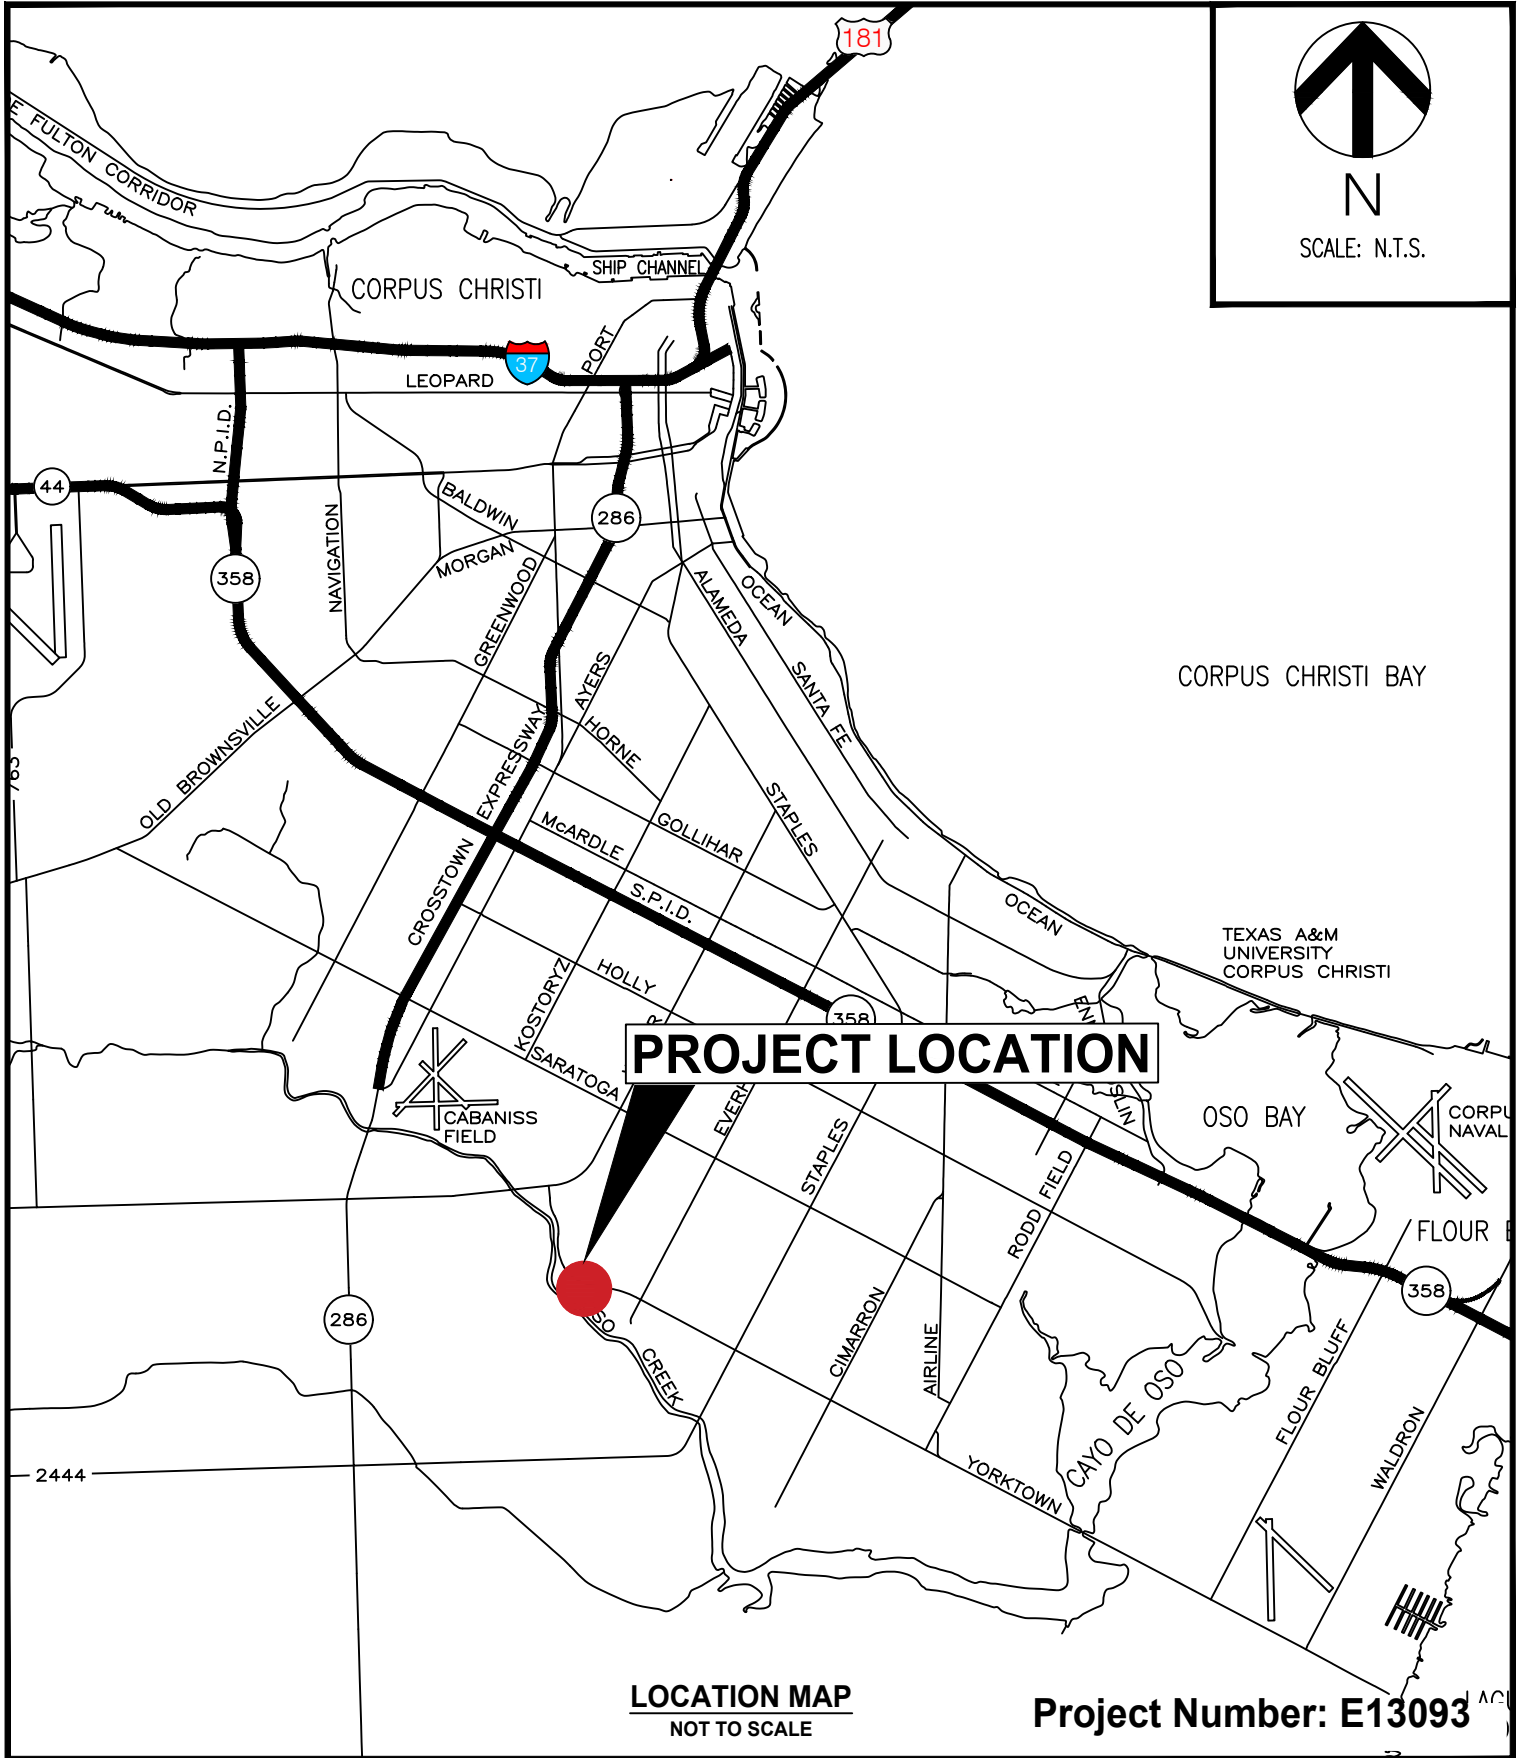 181
N
SCALE: N.T.S.
FULTON CORRIDOR
SHIP CHANNEL
CORPUS CHRISTI
PORT
37
LEOPARD
N.P.I.D.
44
BALDWIN
286
NAVIGATION
MORGAN
358
GREENWOOD
ALAMEDA
OCEAN
AYERS
SANTA FE
CORPUS CHRISTI BAY
OLD BROWNSVILLE
HORNE
EXPRESSWAY
STAPLES
McARDLE
GOLLIHAR
CROSSTOWN
S.P.I.D.
OCEAN
TEXAS A&M
UNIVERSITY
CORPUS CHRISTI
HOLLY
KOSTORYZ
358
PROJECT LOCATION
SARATOGA
CABANISS
FIELD
OSO BAY
STAPLES
RODD FIELD
FLOUR
358
286
CIMARRON
AIRLINE
CREEK
FLOUR BLUFF
CAYO DE OSO
WALDRON
2444
YORKTOWN
LOCATION MAP
NOT TO SCALE
Project Number: E13093